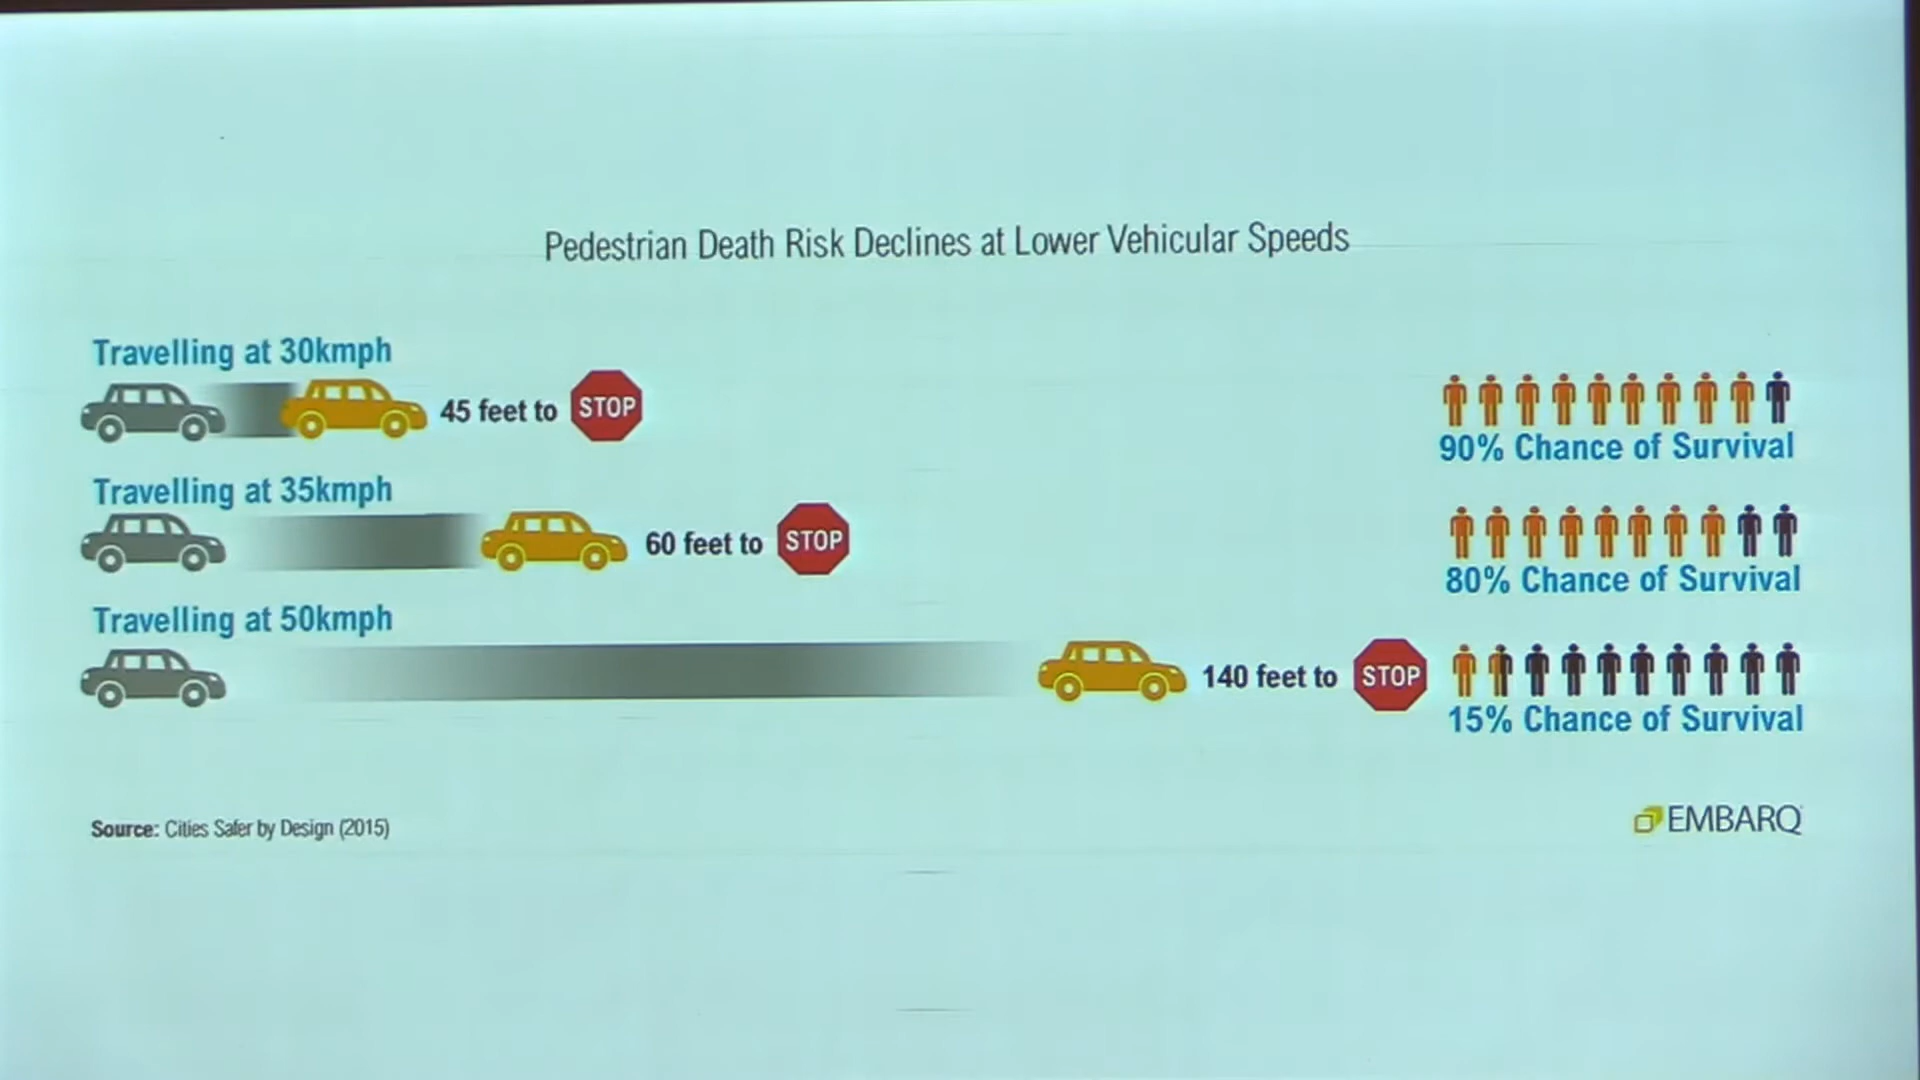 Pedestrian Death Risk Declines at Lower Vehicular Speeds
Travelling at 30kmph
45 feet to STOP
90% Chance of Survival
Travelling at 35kmph
60 feet to STOP
80% Chance of Survival
Travelling at 50kmph
140 feet to STOP
15% Chance of Survival
Source: Cities Safer by Design (2015)
EMBARQ